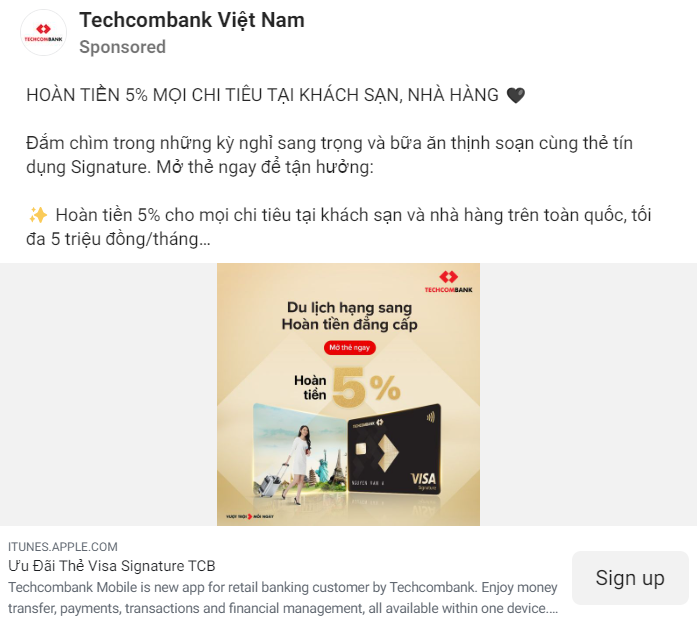 Techcombank Việt Nam
Sponsored
TECHCOMBANK
HOÀN TIỀN 5% MỌI CHI TIÊU TẠI KHÁCH SẠN, NHÀ HÀNG 🖤
Đắm chìm trong những kỳ nghỉ sang trọng và bữa ăn thịnh soạn cùng thẻ tín
dụng Signature. Mở thẻ ngay để tận hưởng:
✨ Hoàn tiền 5% cho mọi chi tiêu tại khách sạn và nhà hàng trên toàn quốc, tối
đa 5 triệu đồng/tháng…
TECHCOMBANK
Du lịch hạng sang
Hoàn tiền đẳng cấp
Mở thẻ ngay
Hoàn
tiền
5%
TECHCOMBANK
NGUYEN VAN A
VISA
Signature
VƯỢT TRỘI HƠN MỖI NGÀY
ITUNES.APPLE.COM
Ưu Đãi Thẻ Visa Signature TCB
Techcombank Mobile is new app for retail banking customer by Techcombank. Enjoy money
transfer, payments, transactions and financial management, all available within one device....
Sign up